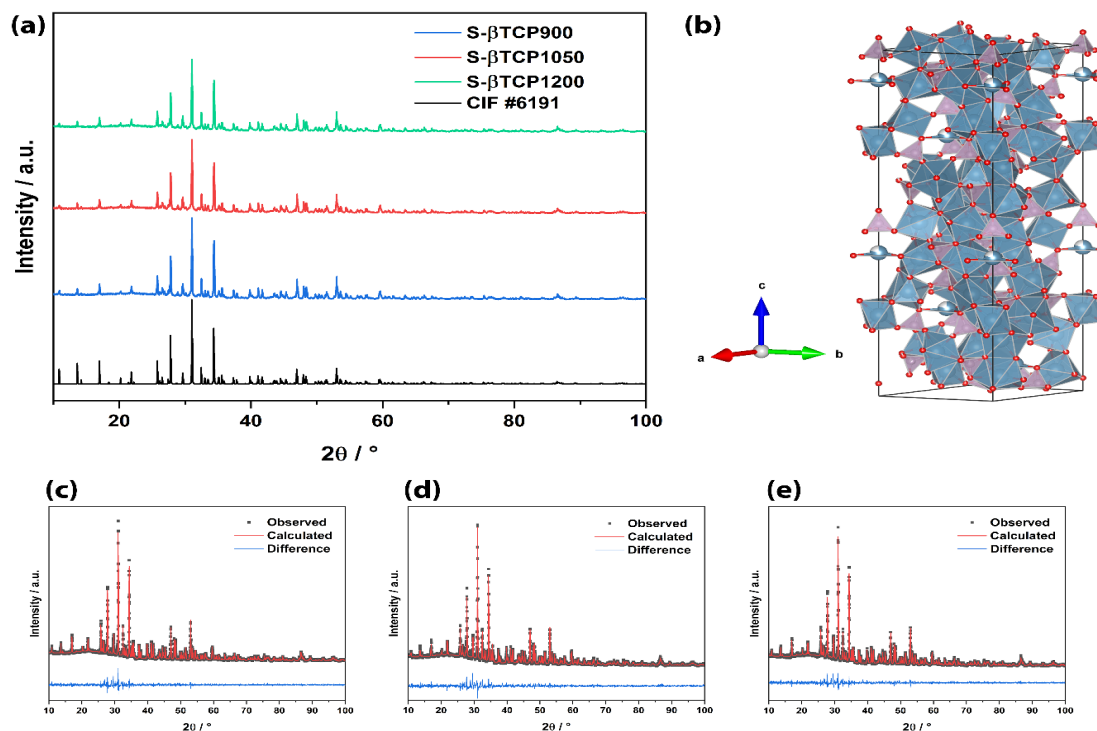 (a)
S-βTCP900
S-βTCP1050
S-βTCP1200
CIF #6191
Intensity / a.u.
20 40 60 80 100
2θ / °
(b)
c
a
b
(c)
Observed
Calculated
Difference
Intensity / a.u.
10 20 30 40 50 60 70 80 90 100
2θ / °
(d)
Observed
Calculated
Difference
Intensity / a.u.
10 20 30 40 50 60 70 80 90 100
2θ / °
(e)
Observed
Calculated
Difference
Intensity / a.u.
10 20 30 40 50 60 70 80 90 100
2θ / °